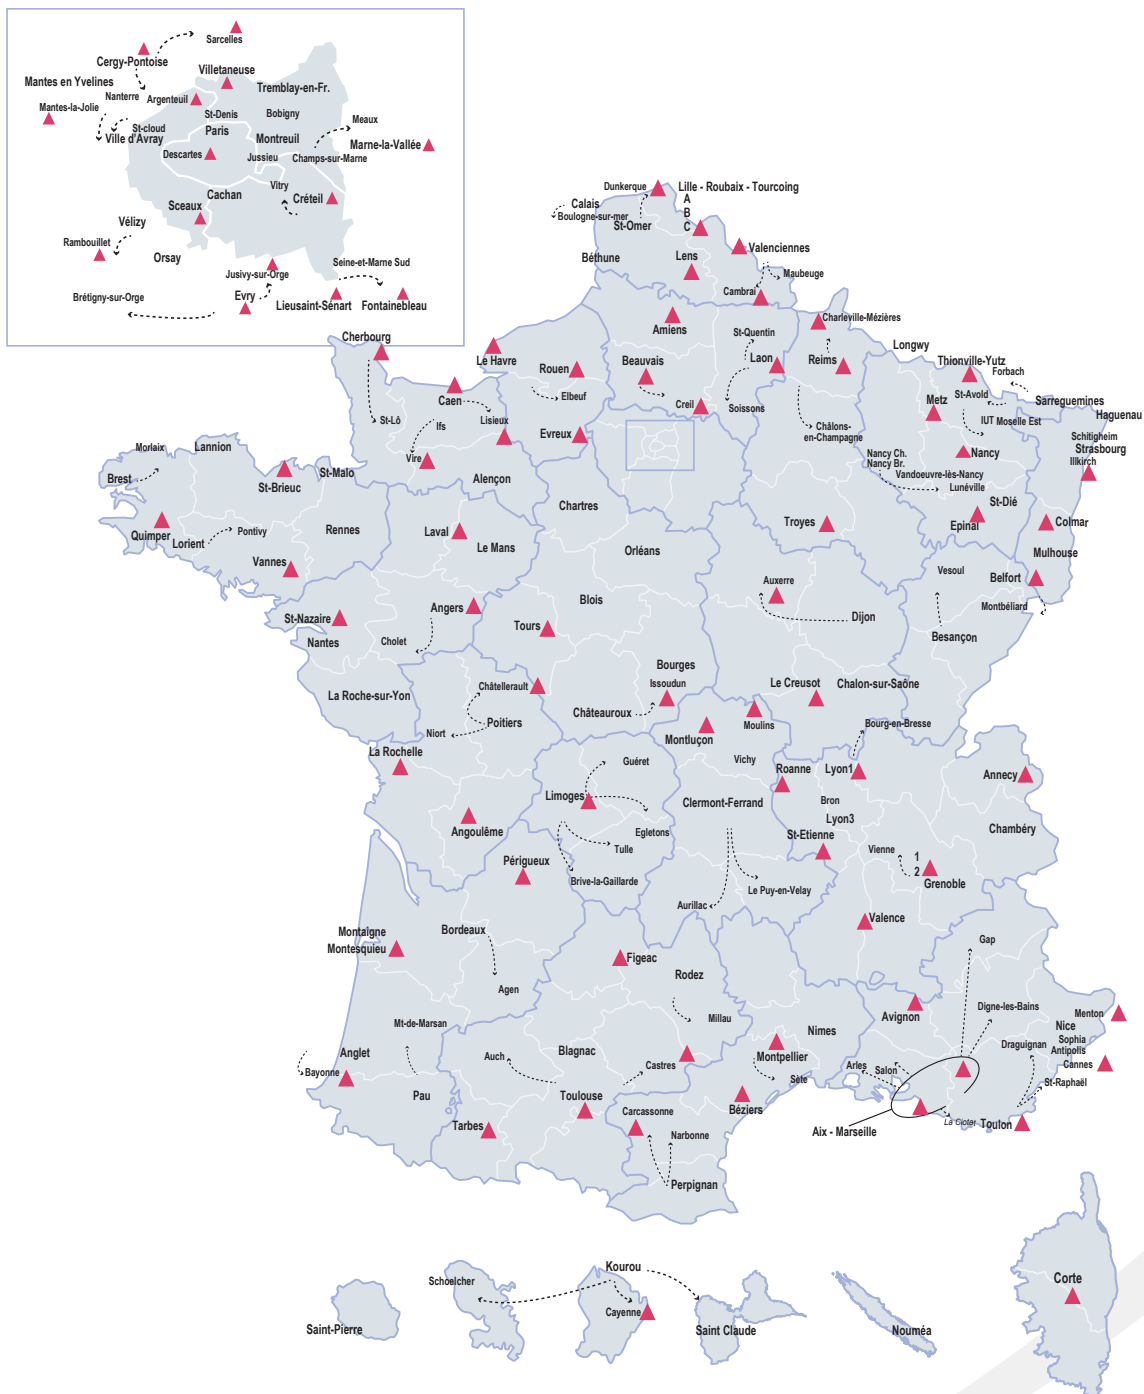 Sarcelles
Cergy-Pontoise
Villetaneuse
Mantes en Yvelines
Tremblay-en-Fr.
Nanterre
Argenteuil
Mantes-la-Jolie
St-Denis
Bobigny
Meaux
St-cloud
Paris
Ville d'Avray
Montreuil
Marne-la-Vallée
Descartes
Jussieu
Champs-sur-Marne
Vitry
Cachan
Créteil
Sceaux
Vélizy
Rambouillet
Orsay
Seine-et-Marne Sud
Jusivy-sur-Orge
Brétigny-sur-Orge
Evry
Lieusaint-Sénart
Fontainebleau
Dunkerque
Lille - Roubaix - Tourcoing
A
B
C
Calais
Boulogne-sur-mer
St-Omer
Valenciennes
Béthune
Lens
Maubeuge
Cambrai
Charleville-Mézières
Amiens
St-Quentin
Cherbourg
Le Havre
Rouen
Beauvais
Laon
Reims
Longwy
Thionville-Yutz
Forbach
Elbeuf
Creil
Soissons
Metz
St-Avold
Sarreguemines
Caen
Lisieux
Haguenau
St-Lô
Ifs
IUT Moselle Est
Evreux
Châlons-
en-Champagne
Schitigheim
Strasbourg
Illkirch
Morlaix
Lannion
Vire
Nancy
Nancy Ch.
Nancy Br.
Brest
St-Brieuc
St-Malo
Alençon
Vandoeuvre-lès-Nancy
Lunéville
Chartres
St-Dié
Quimper
Lorient
Pontivy
Rennes
Laval
Le Mans
Troyes
Epinal
Colmar
Orléans
Mulhouse
Vannes
Vesoul
Belfort
Auxerre
Montbéliard
St-Nazaire
Angers
Blois
Tours
Dijon
Nantes
Cholet
Besançon
Bourges
Issoudun
Le Creusot
Chalon-sur-Saône
La Roche-sur-Yon
Châtellerault
Châteauroux
Niort
Poitiers
Montluçon
Moulins
Bourg-en-Bresse
La Rochelle
Guéret
Vichy
Roanne
Lyon1
Annecy
Limoges
Clermont-Ferrand
Bron
Lyon3
Angoulême
Egletons
St-Etienne
Chambéry
Tulle
Vienne
1
2
Périgueux
Brive-la-Gaillarde
Le Puy-en-Velay
Grenoble
Aurillac
Valence
Montaigne
Montesquieu
Bordeaux
Gap
Figeac
Rodez
Agen
Digne-les-Bains
Mt-de-Marsan
Millau
Nimes
Avignon
Menton
Nice
Sophia
Antipolis
Draguignan
Anglet
Auch
Blagnac
Montpellier
Castres
Arles
Salon
Cannes
Bayonne
Sète
St-Raphaël
Pau
Toulouse
Carcassonne
Béziers
La Ciotat
Toulon
Tarbes
Narbonne
Aix - Marseille
Perpignan
Kourou
Schoelcher
Corte
Cayenne
Saint-Pierre
Saint Claude
Nouméa